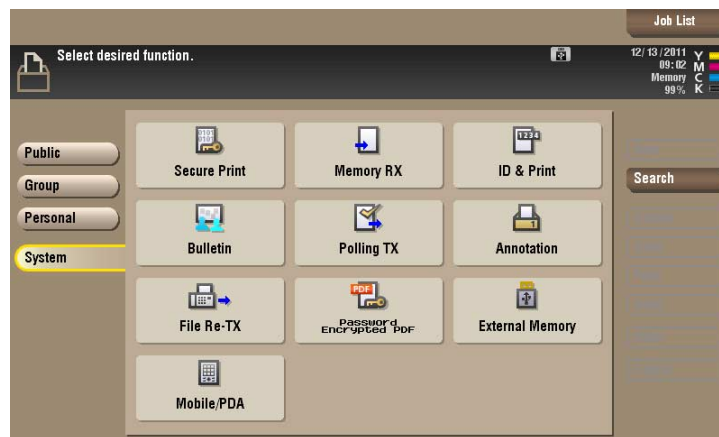 Job List
Select desired function.
12/13/2011
09:02
Memory
99%
Y
M
C
K
Public
Group
Personal
System
Secure Print
Memory RX
ID & Print
Bulletin
Polling TX
Annotation
File Re-TX
Password
Encrypted PDF
External Memory
Mobile/PDA
Search